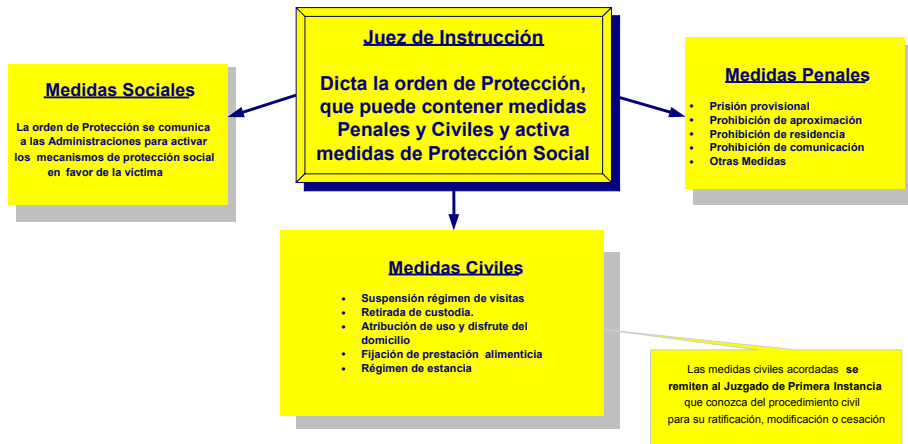 Juez de Instrucción
Dicta la orden de Protección,
que puede contener medidas
Penales y Civiles y activa
medidas de Protección Social
Medidas Sociales
La orden de Protección se comunica
a las Administraciones para activar
los mecanismos de protección social
en favor de la víctima
Medidas Penales
• Prisión provisional
• Prohibición de aproximación
• Prohibición de residencia
• Prohibición de comunicación
• Otras Medidas
Medidas Civiles
• Suspensión régimen de visitas
• Retirada de custodia.
• Atribución de uso y disfrute del
domicilio
• Fijación de prestación alimenticia
• Régimen de estancia
Las medidas civiles acordadas se
remiten al Juzgado de Primera Instancia
que conozca del procedimiento civil
para su ratificación, modificación o cesación